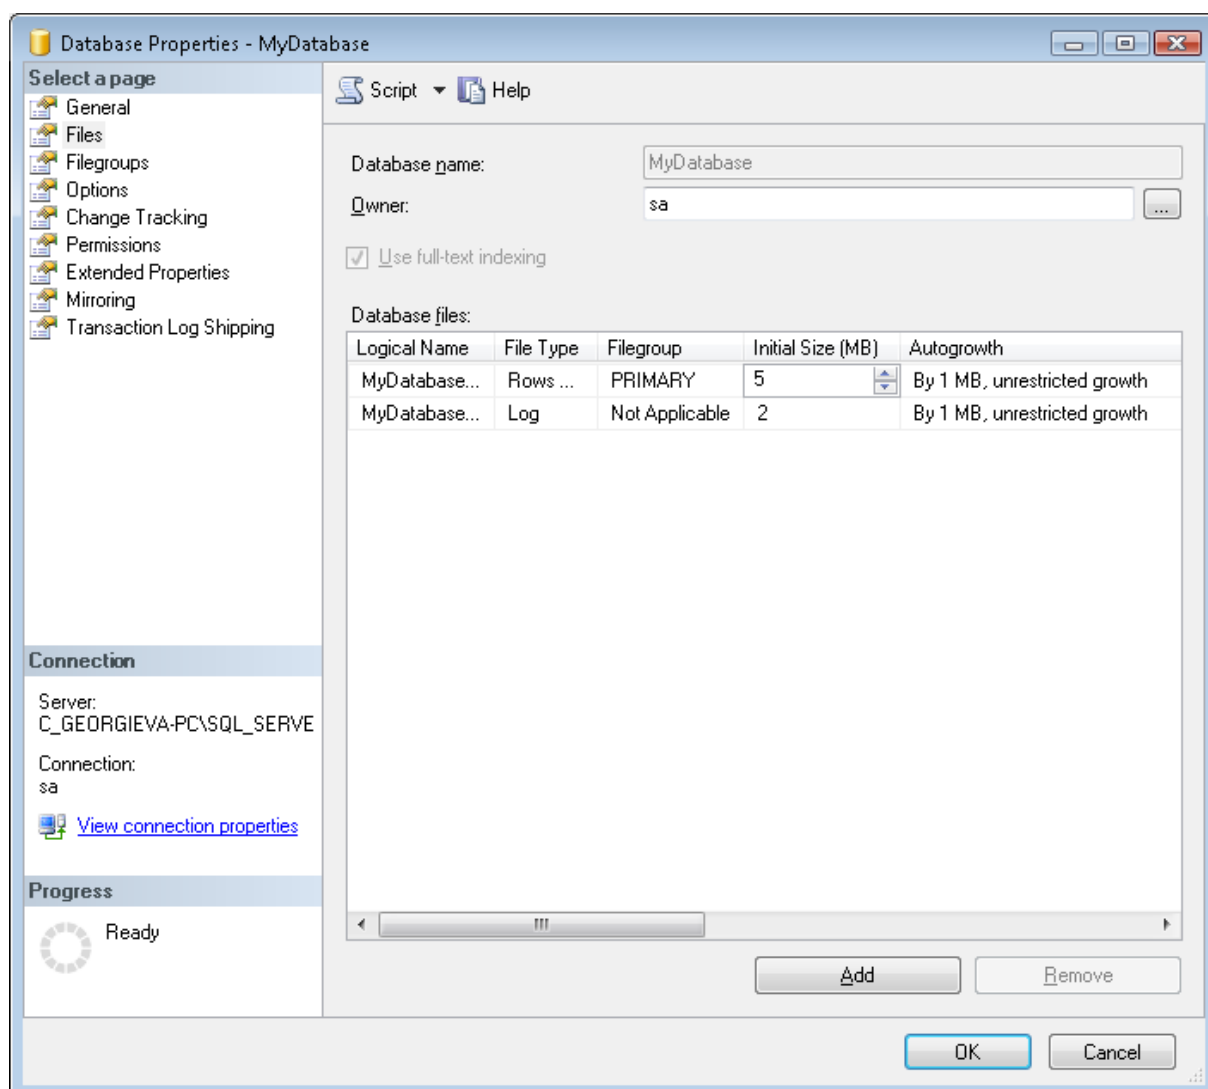 Database Properties - MyDatabase
Select a page
General
Files
Filegroups
Options
Change Tracking
Permissions
Extended Properties
Mirroring
Transaction Log Shipping
Connection
Server:
C_GEORGIEVA-PC\SQL_SERVE
Connection:
sa
View connection properties
Progress
Ready
Script Help
Database name: MyDatabase
Owner: sa ...
Use full-text indexing
Database files:
Logical Name File Type Filegroup Initial Size (MB) Autogrowth
MyDatabase... Rows ... PRIMARY 5 By 1 MB, unrestricted growth
MyDatabase... Log Not Applicable 2 By 1 MB, unrestricted growth
Add Remove
OK Cancel